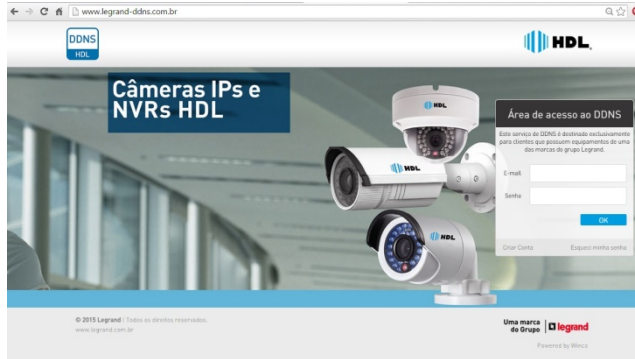 www.legrand-ddns.com.br
DDNS
HDL
HDL
Câmeras IPs e
NVRs HDL
HDL
HDL
HDL
Área de acesso ao DDNS
Este serviço de DDNS é destinado exclusivamente
para clientes que possuem equipamentos de uma
das marcas do grupo Legrand.
E-mail
Senha
OK
Criar Conta
Esqueci minha senha
© 2015 Legrand | Todos os direitos reservados.
www.legrand.com.br
Uma marca
do Grupo
legrand
Powered by Winco